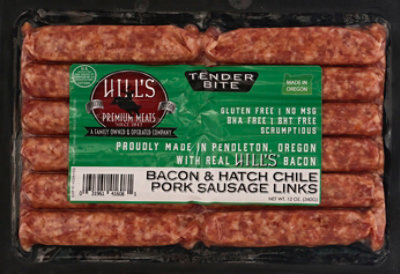 HILL'S
PREMIUM MEATS
SINCE 1947
A FAMILY OWNED & OPERATED COMPANY
TENDER
BITE
MADE IN
OREGON
GLUTEN FREE | NO MSG
BHA FREE | BHT FREE
SCRUMPTIOUS
PROUDLY MADE IN PENDLETON, OREGON
WITH REAL HILL'S BACON
BACON & HATCH CHILE
PORK SAUSAGE LINKS
NET WT. 12 OZ. (340G)